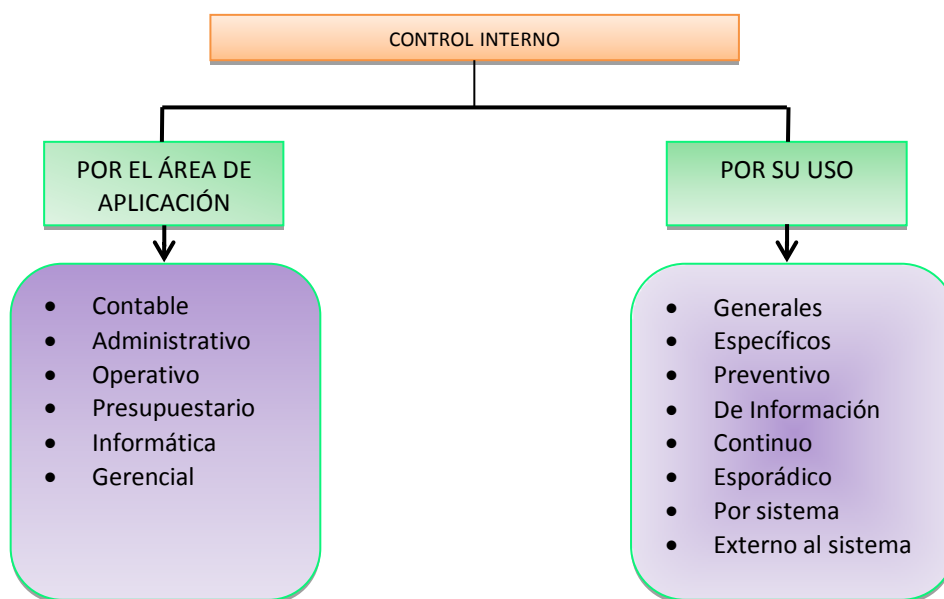 CONTROL INTERNO
POR EL ÁREA DE
APLICACIÓN
• Contable
• Administrativo
• Operativo
• Presupuestario
• Informática
• Gerencial
POR SU USO
• Generales
• Específicos
• Preventivo
• De Información
• Continuo
• Esporádico
• Por sistema
• Externo al sistema